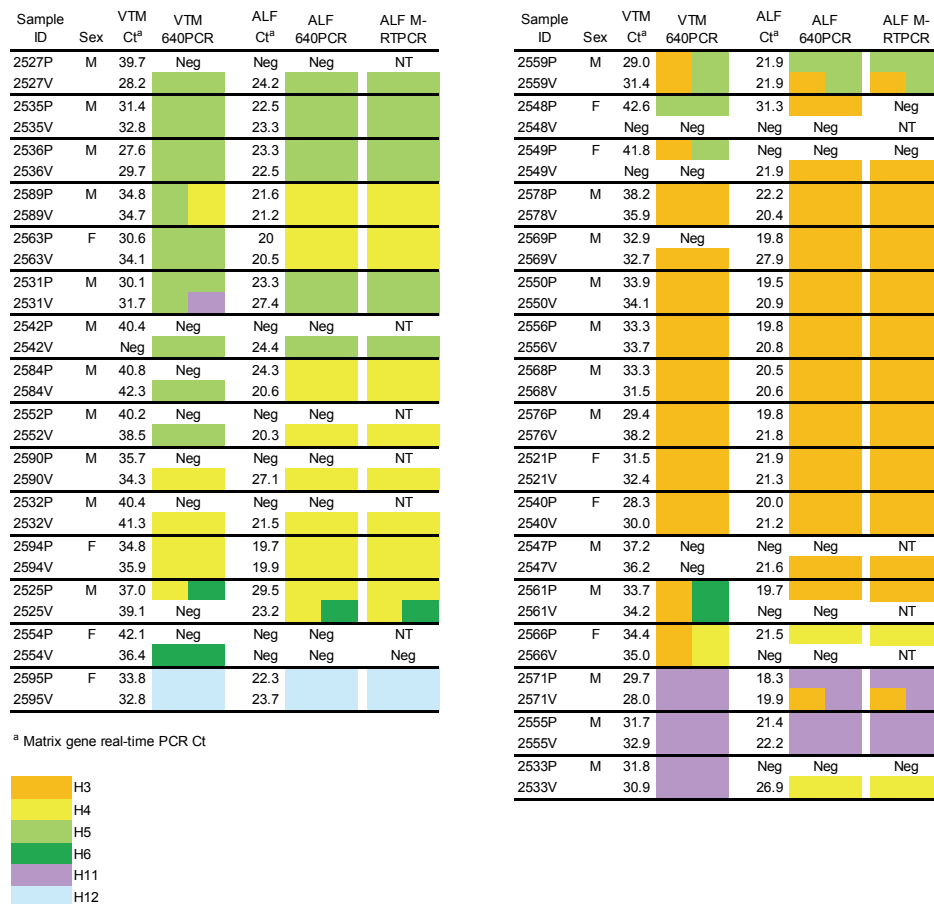 Sample ID Sex VTM Ctª VTM 640PCR ALF Ctª ALF 640PCR ALF M-RTPCR
2527P M 39.7 Neg Neg Neg NT
2527V 28.2 24.2
2535P M 31.4 22.5
2535V 32.8 23.3
2536P M 27.6 23.3
2536V 29.7 22.5
2589P M 34.8 21.6
2589V 34.7 21.2
2563P F 30.6 20
2563V 34.1 20.5
2531P M 30.1 23.3
2531V 31.7 27.4
2542P M 40.4 Neg Neg Neg NT
2542V Neg 24.4
2584P M 40.8 Neg 24.3
2584V 42.3 20.6
2552P M 40.2 Neg Neg Neg NT
2552V 38.5 20.3
2590P M 35.7 Neg Neg Neg NT
2590V 34.3 27.1
2532P M 40.4 Neg Neg Neg NT
2532V 41.3 21.5
2594P F 34.8 19.7
2594V 35.9 19.9
2525P M 37.0 29.5
2525V 39.1 Neg 23.2
2554P F 42.1 Neg Neg Neg NT
2554V 36.4 Neg Neg Neg
2595P F 33.8 22.3
2595V 32.8 23.7
ª Matrix gene real-time PCR Ct
H3
H4
H5
H6
H11
H12
Sample ID Sex VTM Ctª VTM 640PCR ALF Ctª ALF 640PCR ALF M-RTPCR
2559P M 29.0 21.9
2559V 31.4 21.9
2548P F 42.6 31.3 Neg
2548V Neg Neg Neg Neg NT
2549P F 41.8 Neg Neg Neg
2549V Neg Neg 21.9
2578P M 38.2 22.2
2578V 35.9 20.4
2569P M 32.9 Neg 19.8
2569V 32.7 27.9
2550P M 33.9 19.5
2550V 34.1 20.9
2556P M 33.3 19.8
2556V 33.7 20.8
2568P M 33.3 20.5
2568V 31.5 20.6
2576P M 29.4 19.8
2576V 38.2 21.8
2521P F 31.5 21.9
2521V 32.4 21.3
2540P F 28.3 20.0
2540V 30.0 21.2
2547P M 37.2 Neg Neg Neg NT
2547V 36.2 Neg 21.6
2561P M 33.7 19.7
2561V 34.2 Neg Neg NT
2566P F 34.4 21.5
2566V 35.0 Neg Neg NT
2571P M 29.7 18.3
2571V 28.0 19.9
2555P M 31.7 21.4
2555V 32.9 22.2
2533P M 31.8 Neg Neg Neg
2533V 30.9 26.9